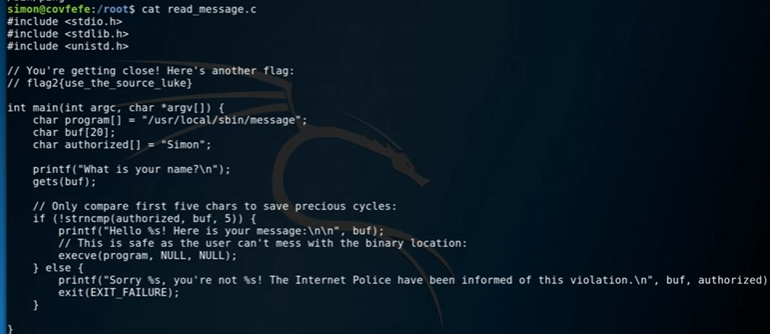 simon@covfefe:/root$ cat read_message.c
#include <stdio.h>
#include <stdlib.h>
#include <unistd.h>

// You're getting close! Here's another flag:
// flag2{use_the_source_luke}

int main(int argc, char *argv[]) {
    char program[] = "/usr/local/sbin/message";
    char buf[20];
    char authorized[] = "Simon";

    printf("What is your name?\n");
    gets(buf);

    // Only compare first five chars to save precious cycles:
    if (!strncmp(authorized, buf, 5)) {
        printf("Hello %s! Here is your message:\n\n", buf);
        // This is safe as the user can't mess with the binary location:
        execve(program, NULL, NULL);
    } else {
        printf("Sorry %s, you're not %s! The Internet Police have been informed of this violation.\n", buf, authorized)
        exit(EXIT_FAILURE);
    }

}